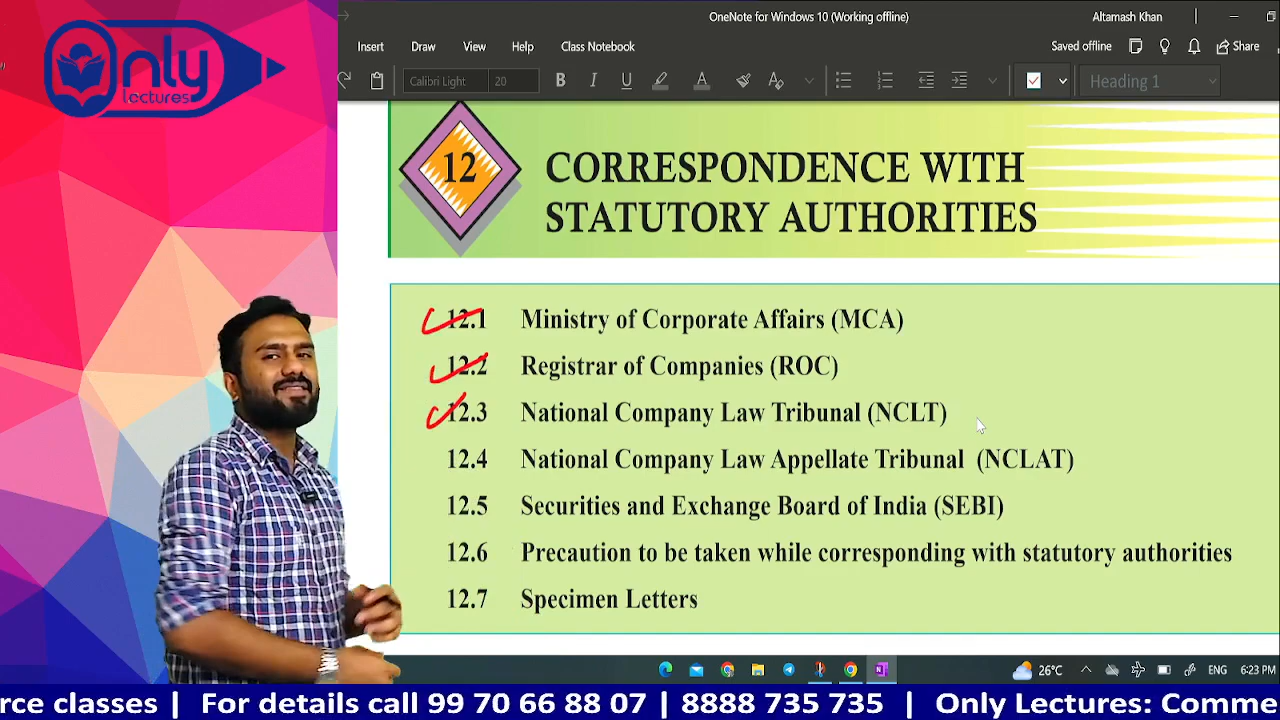 Only
lectures
OneNote for Windows 10 (Working offline)
Altamash Khan
Insert Draw View Help Class Notebook
Saved offline
Share
Calibri Light 20 B I U A Heading 1
12
CORRESPONDENCE WITH
STATUTORY AUTHORITIES
12.1 Ministry of Corporate Affairs (MCA)
12.2 Registrar of Companies (ROC)
12.3 National Company Law Tribunal (NCLT)
12.4 National Company Law Appellate Tribunal (NCLAT)
12.5 Securities and Exchange Board of India (SEBI)
12.6 Precaution to be taken while corresponding with statutory authorities
12.7 Specimen Letters
26°C ENG 6:23 PM
rce classes | For details call 99 70 66 88 07 | 8888 735 735 | Only Lectures: Comme